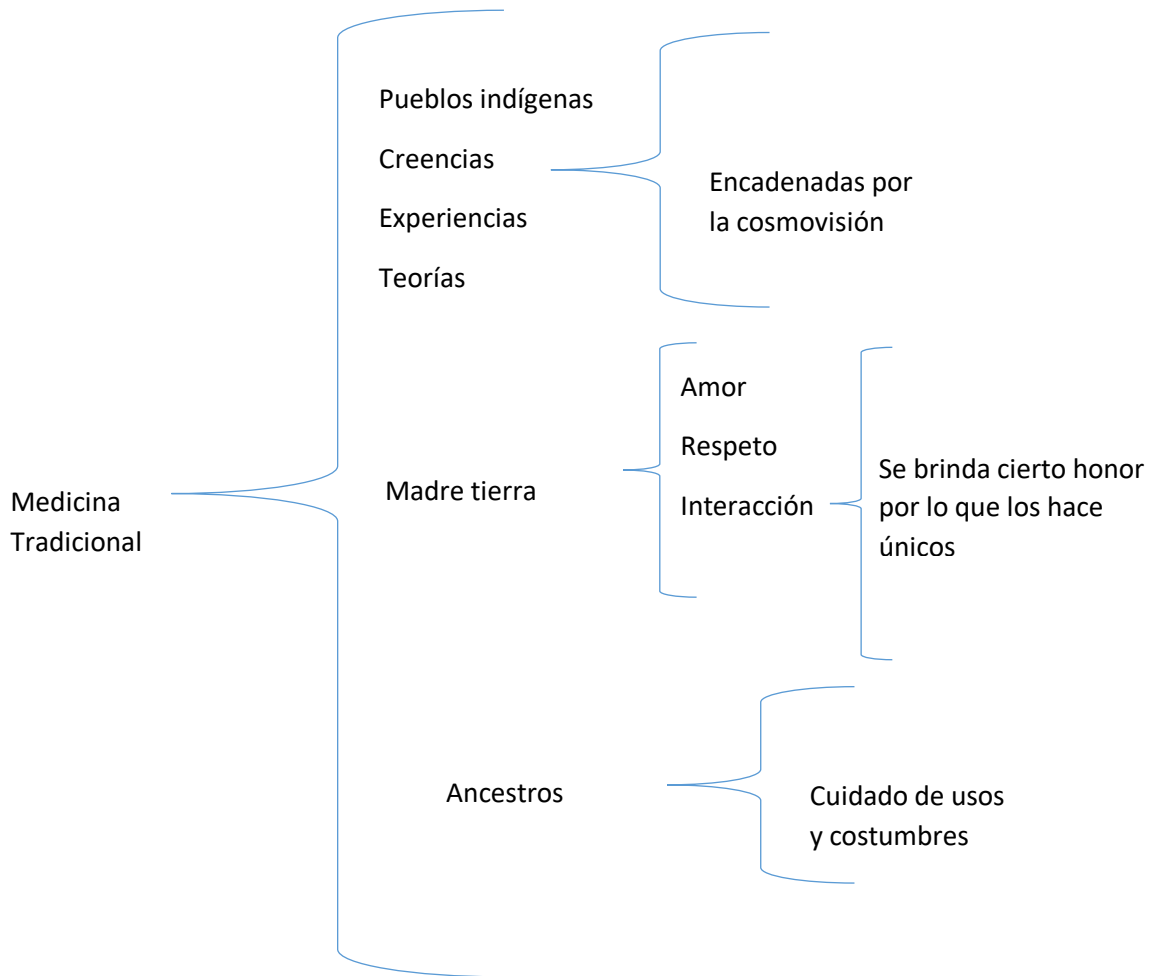 Medicina
Tradicional
Pueblos indígenas
Creencias
Experiencias
Teorías
Encadenadas por
la cosmovisión
Madre tierra
Amor
Respeto
Interacción
Se brinda cierto honor
por lo que los hace
únicos
Ancestros
Cuidado de usos
y costumbres